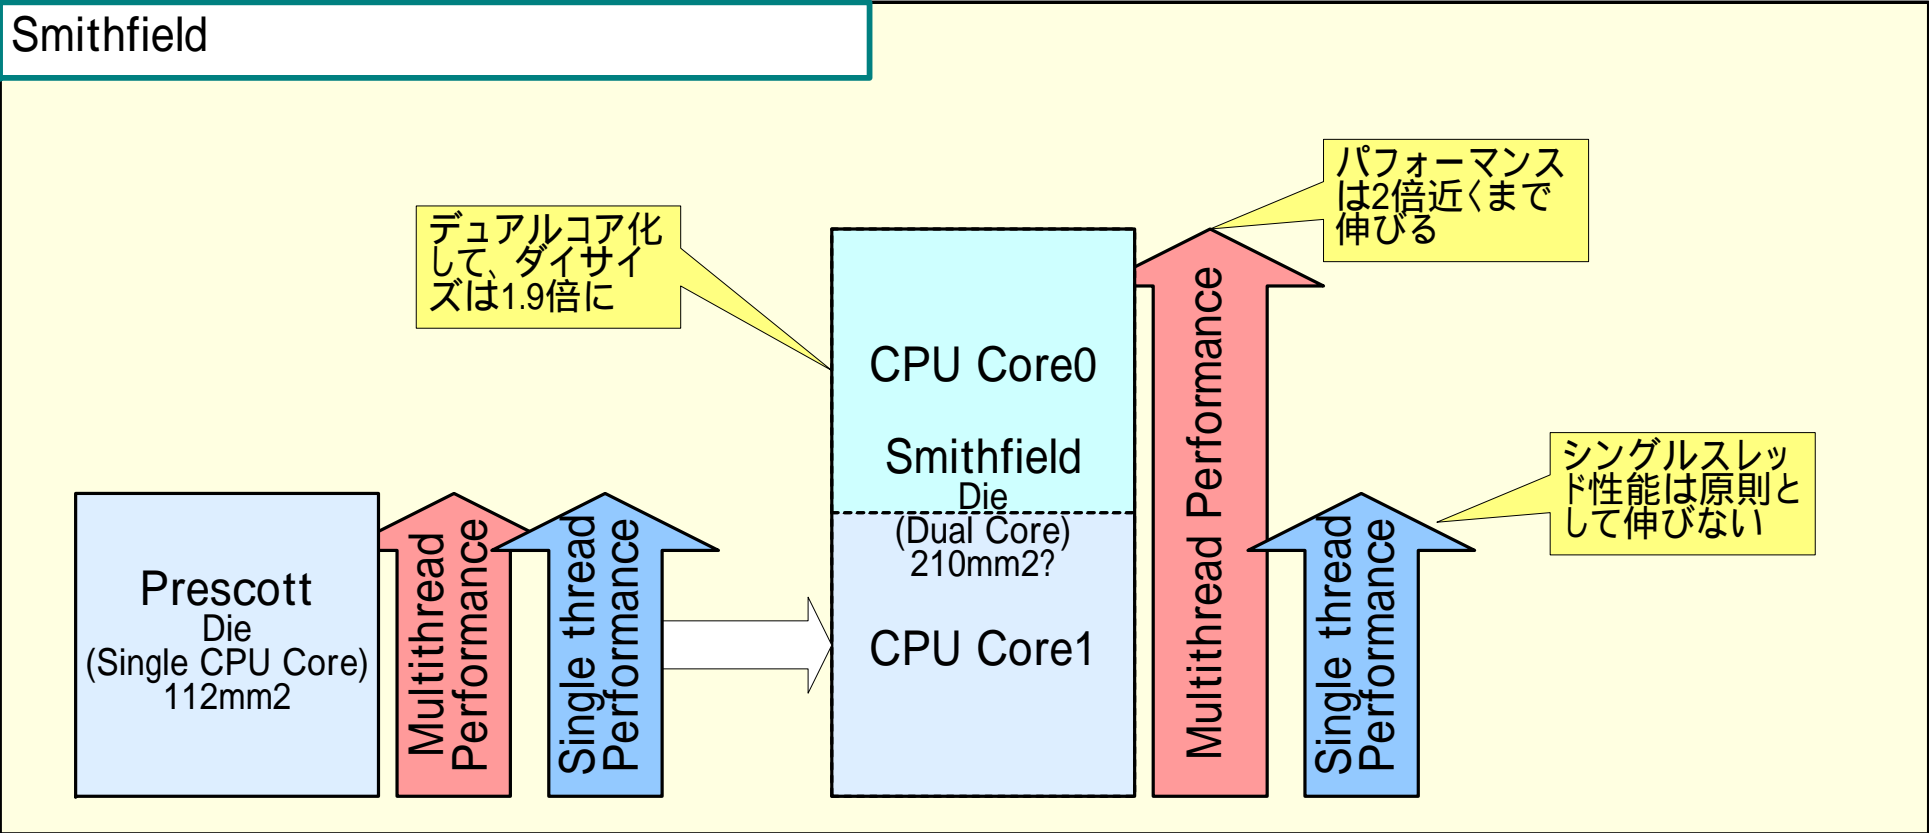 Smithfield
デュアルコア化
して、ダイサイ
ズは1.9倍に
パフォーマンス
は2倍近くまで
伸びる
シングルスレッ
ド性能は原則と
して伸びない
Prescott
Die
(Single CPU Core)
112mm2
Multithread
Performance
Single thread
Performance
CPU Core0
Smithfield
Die
(Dual Core)
210mm2?
CPU Core1
Multithread Performance
Single thread
Performance